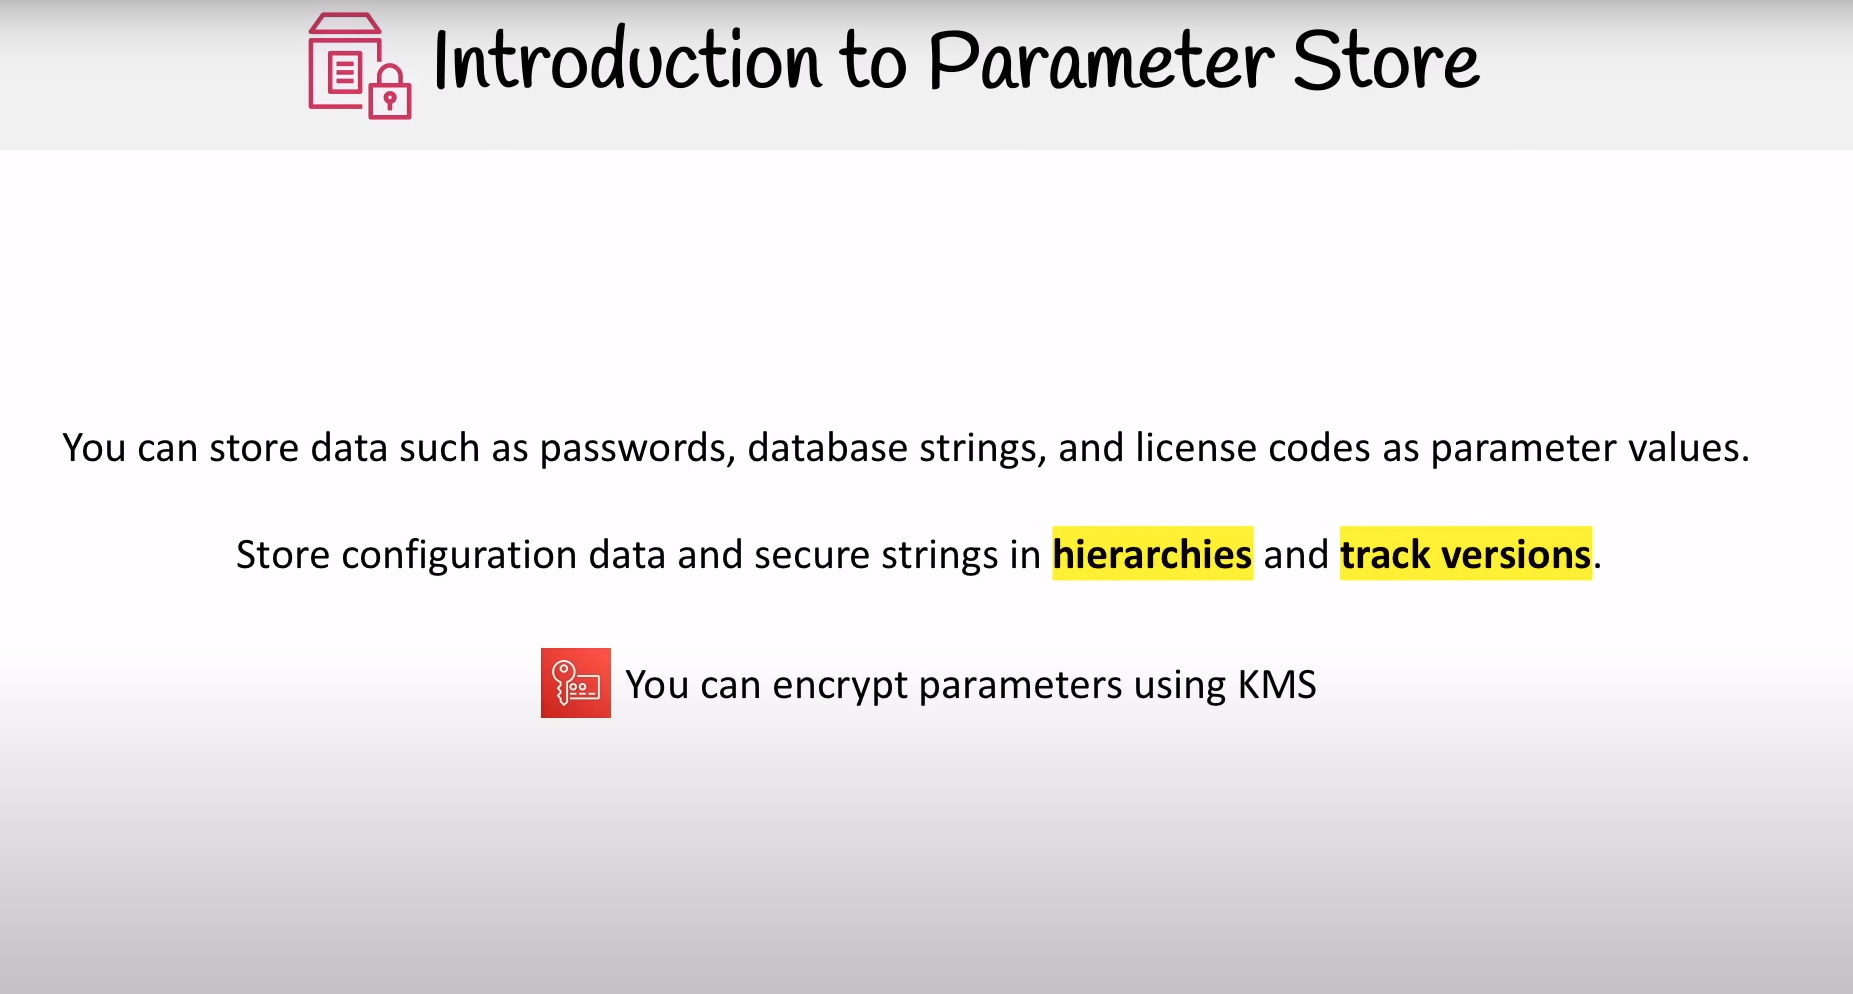 Introduction to Parameter Store
You can store data such as passwords, database strings, and license codes as parameter values.
Store configuration data and secure strings in hierarchies and track versions.
You can encrypt parameters using KMS